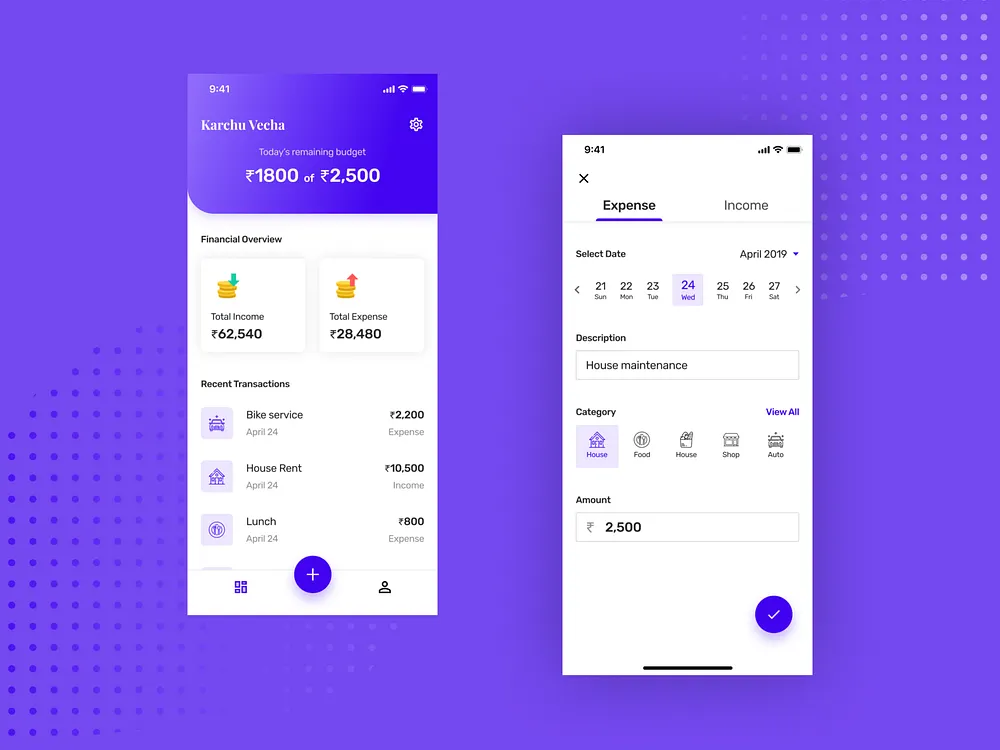 9:41
Karchu Vecha
Today's remaining budget
₹1800 of ₹2,500
Financial Overview
Total Income
₹62,540
Total Expense
₹28,480
Recent Transactions
Bike service
₹2,200
April 24
Expense
House Rent
₹10,500
April 24
Income
Lunch
₹800
April 24
Expense
9:41
Expense
Income
Select Date
April 2019
21 22 23 24 25 26 27
Sun Mon Tue Wed Thu Fri Sat
Description
House maintenance
Category
View All
House Food House Shop Auto
Amount
₹ 2,500